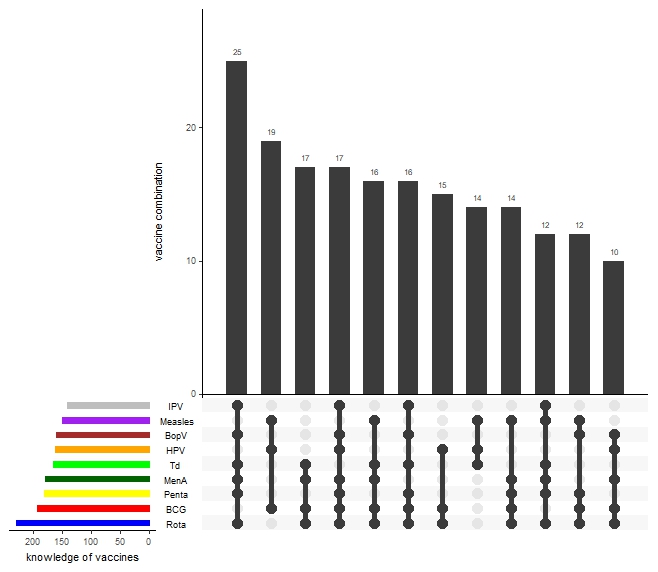 25
19
17
17
16
16
15
14
14
12
12
10
20
10
0
vaccine combination
IPV
Measles
BopV
HPV
Td
MenA
Penta
BCG
Rota
200 150 100 50 0
knowledge of vaccines